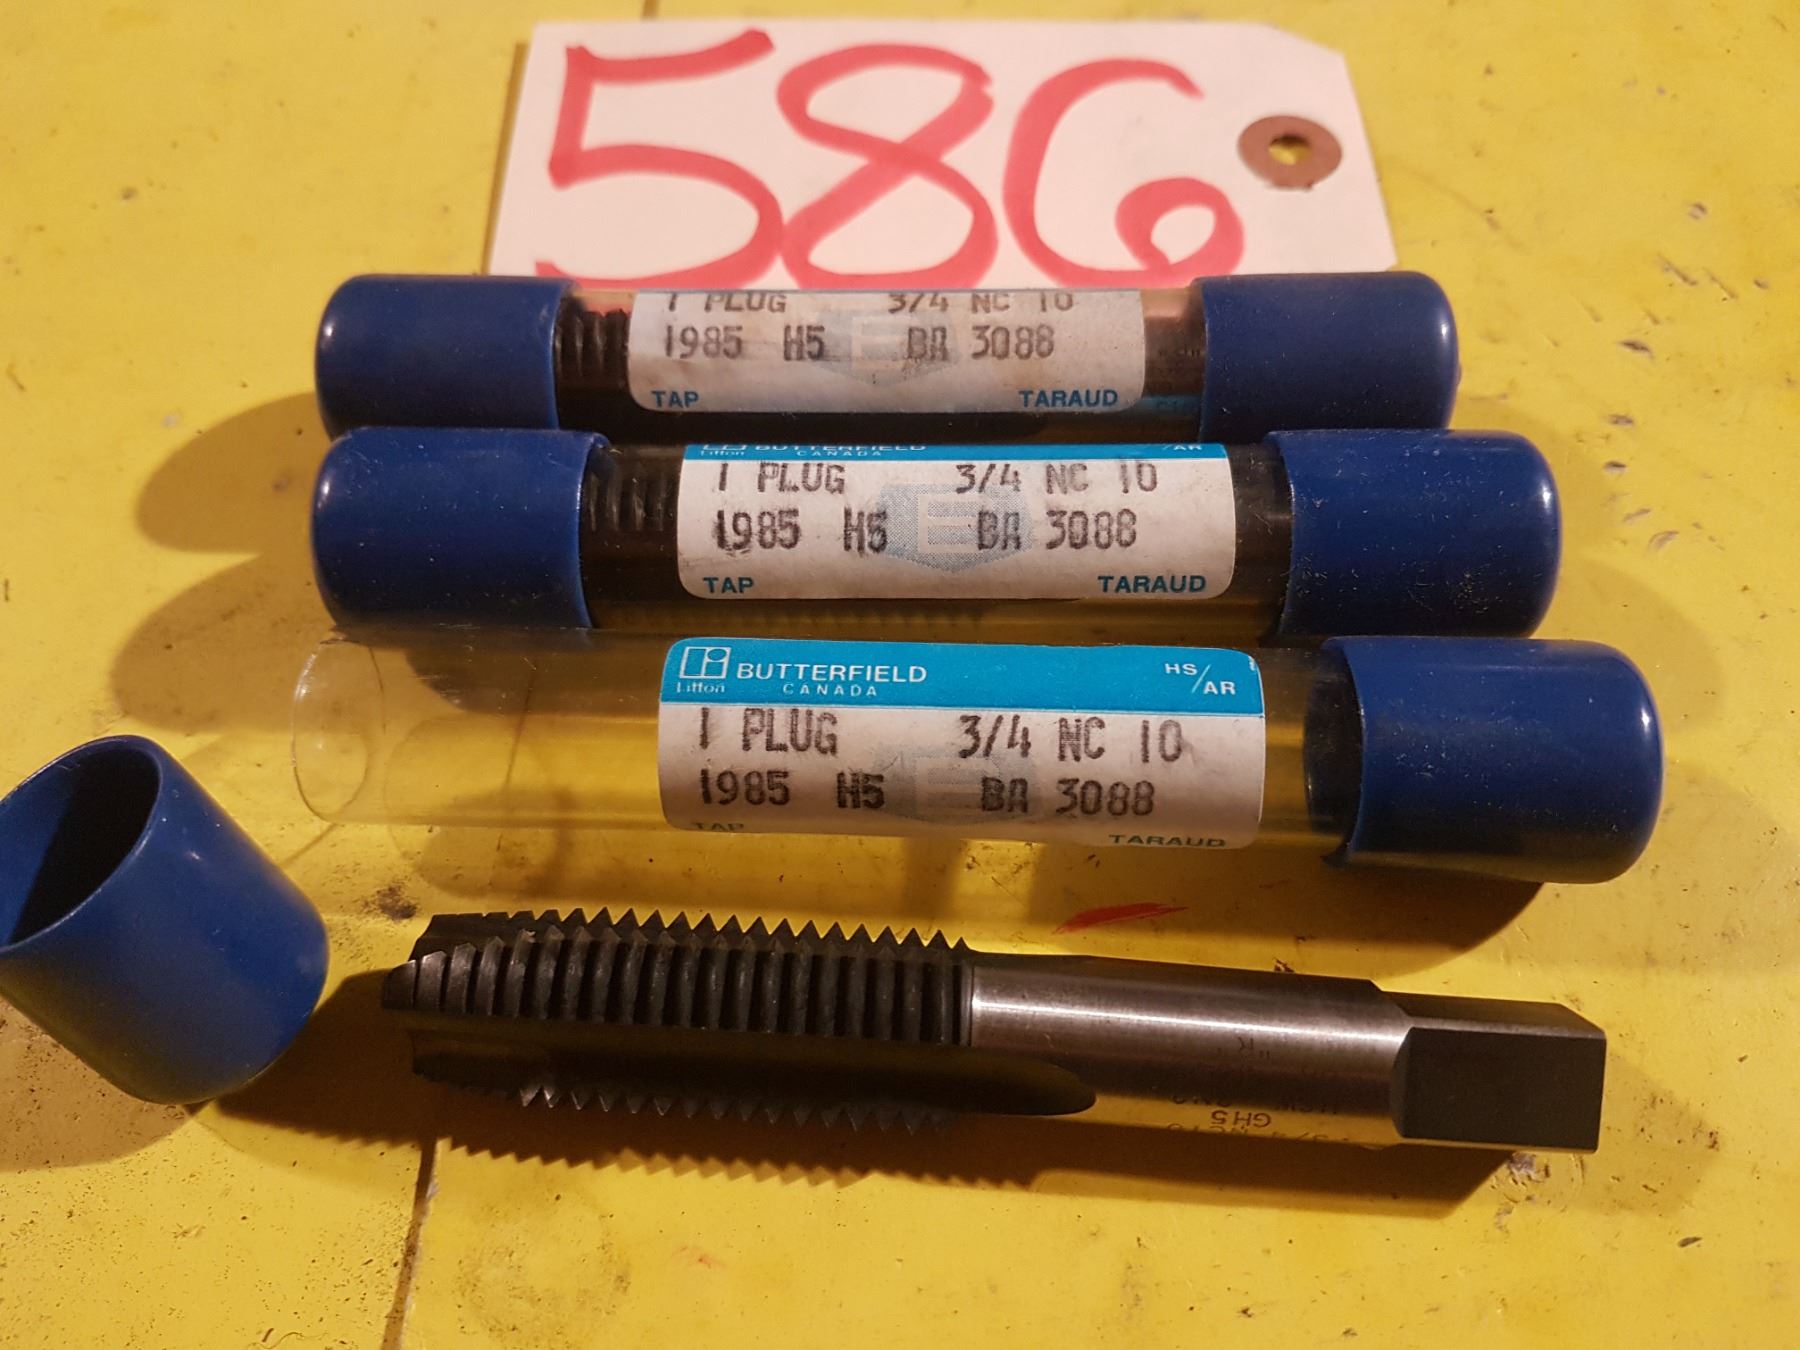 586
1 PLUG 3/4 NC 10
1985 H5 E BA 3088
TAP TARAUD
Litton BUTTERFIELD CANADA /AR
1 PLUG 3/4 NC 10
1985 H5 E BA 3088
TAP TARAUD
BUTTERFIELD HS/AR
Litton CANADA
1 PLUG 3/4 NC 10
1985 H5 E BA 3088
TAP TARAUD
GH5